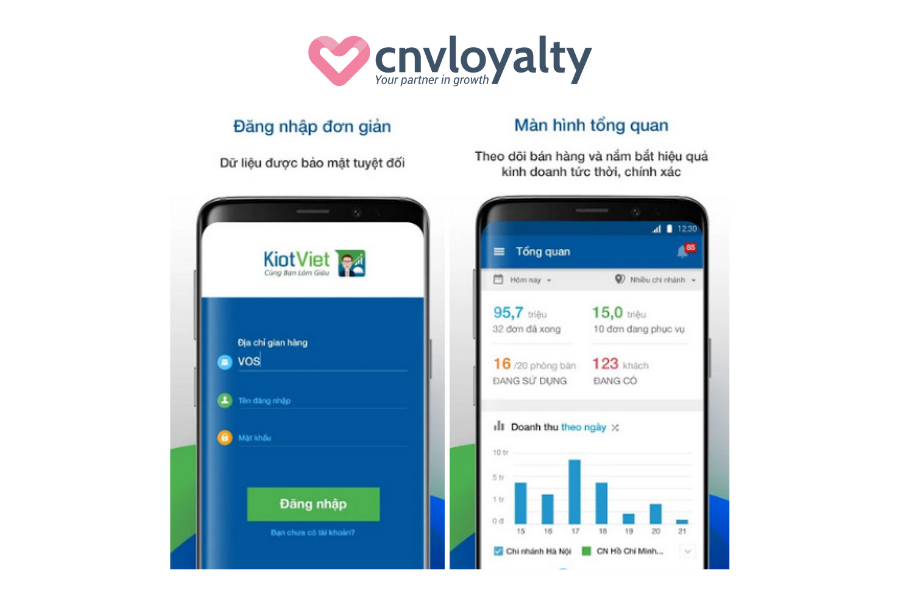 cnvloyalty
Your partner in growth
Đăng nhập đơn giản
Dữ liệu được bảo mật tuyệt đối
KiotViet
Cùng Bạn Làm Giàu
Địa chỉ gian hàng
VOS
Tên đăng nhập
Mật khẩu
Đăng nhập
Bạn chưa có tài khoản?
Màn hình tổng quan
Theo dõi bán hàng và nắm bắt hiệu quả
kinh doanh tức thời, chính xác
12:30
Tổng quan
85
Hôm nay
Nhiều chi nhánh
95,7 triệu
15,0 triệu
32 đơn đã xong
10 đơn đang phục vụ
16 /20 phòng bàn
123 khách
ĐANG SỬ DỤNG
ĐANG CÓ
Doanh thu theo ngày
10 tr
5 tr
1 tr
0 đ
15 16 17 18 19 20 21
Chi nhánh Hà Nội
CN Hồ Chí Minh...